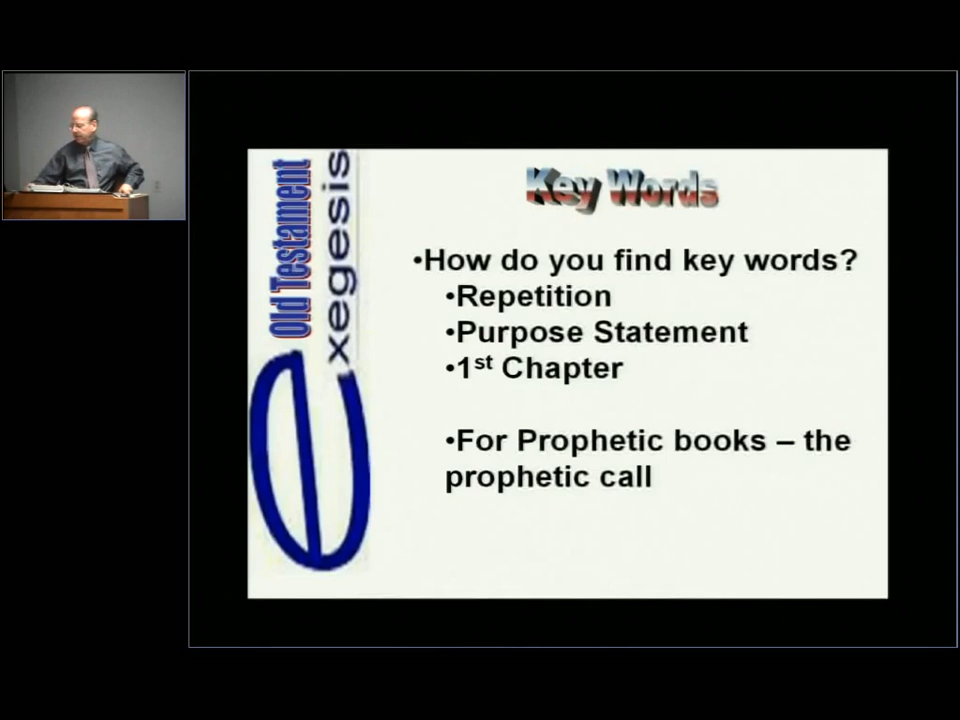 Old Testament
exegesis
Key Words
•How do you find key words?
•Repetition
•Purpose Statement
•1st Chapter
•For Prophetic books – the
prophetic call